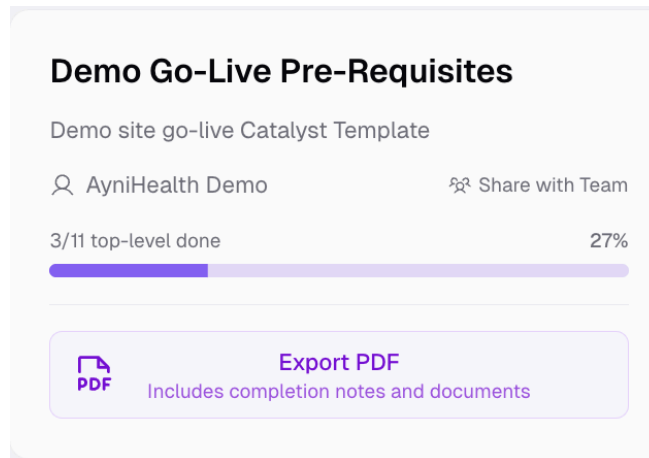 Demo Go-Live Pre-Requisites
Demo site go-live Catalyst Template
AyniHealth Demo
Share with Team
3/11 top-level done
27%
PDF
Export PDF
Includes completion notes and documents